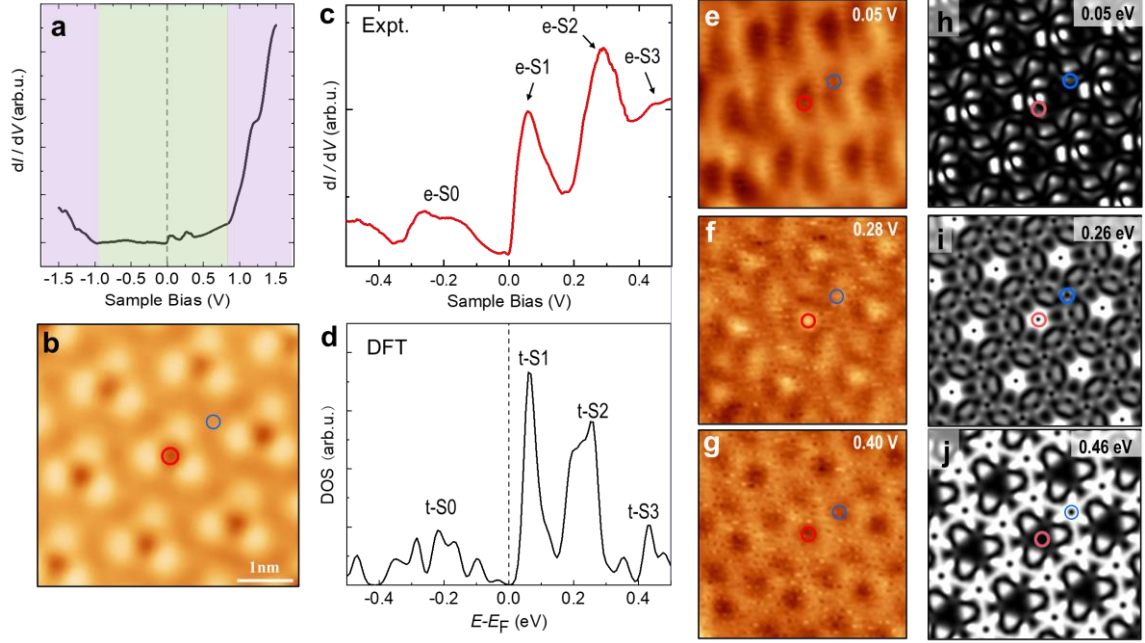 a
dI / dV (arb.u.)
-1.5 -1.0 -0.5 0.0 0.5 1.0 1.5
Sample Bias (V)
b
1nm
c
Expt.
e-S0
e-S1
e-S2
e-S3
dI / dV (arb.u.)
-0.4 -0.2 0.0 0.2 0.4
Sample Bias (V)
d
DFT
t-S0
t-S1
t-S2
t-S3
DOS (arb.u.)
-0.4 -0.2 0.0 0.2 0.4
E-EF (eV)
e
0.05 V
f
0.28 V
g
0.40 V
h
0.05 eV
i
0.26 eV
j
0.46 eV